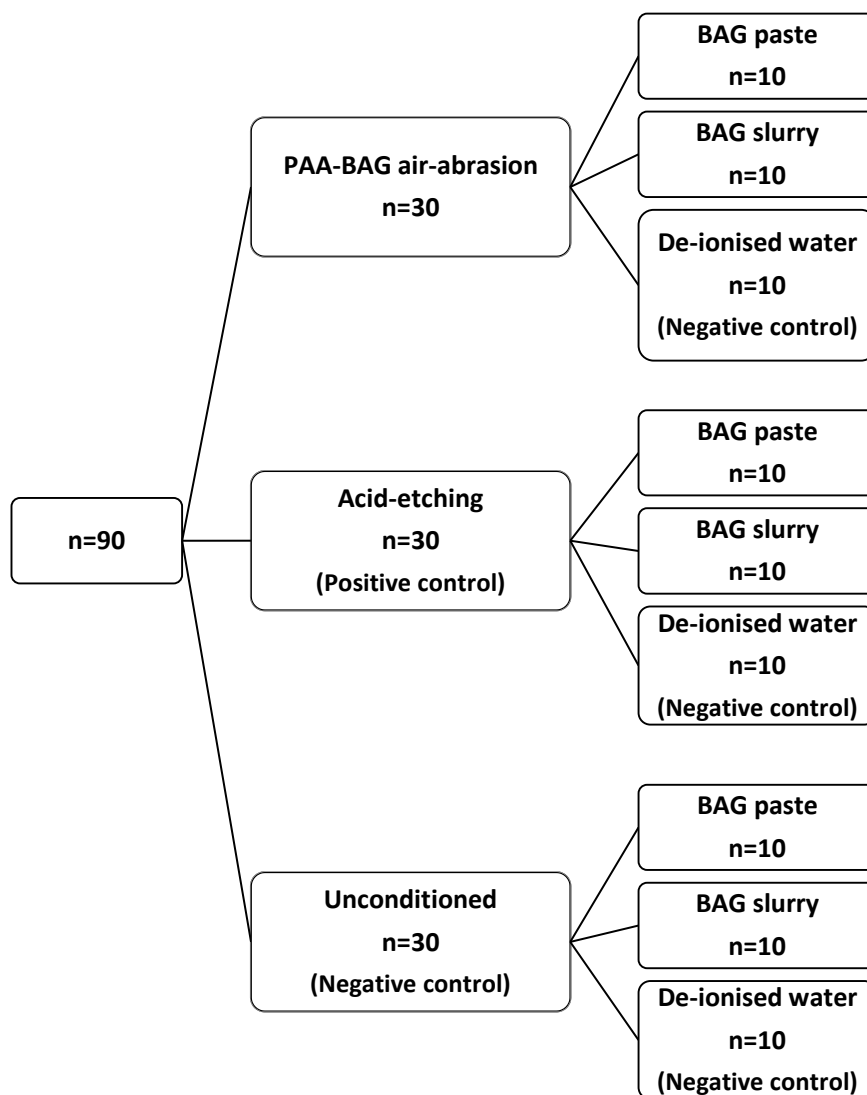 n=90
PAA-BAG air-abrasion
n=30
BAG paste
n=10
BAG slurry
n=10
De-ionised water
n=10
(Negative control)
Acid-etching
n=30
(Positive control)
BAG paste
n=10
BAG slurry
n=10
De-ionised water
n=10
(Negative control)
Unconditioned
n=30
(Negative control)
BAG paste
n=10
BAG slurry
n=10
De-ionised water
n=10
(Negative control)